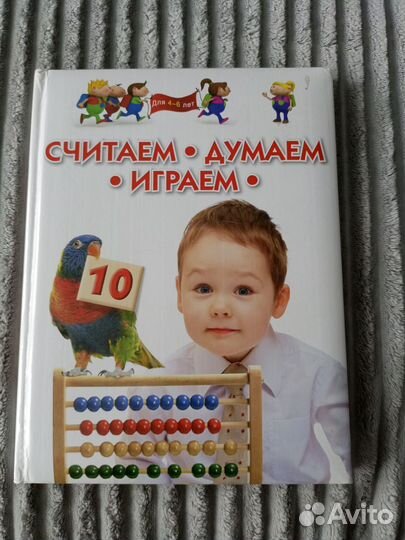 Для 4-6 лет
СЧИТАЕМ • ДУМАЕМ
• ИГРАЕМ •
10
Avito